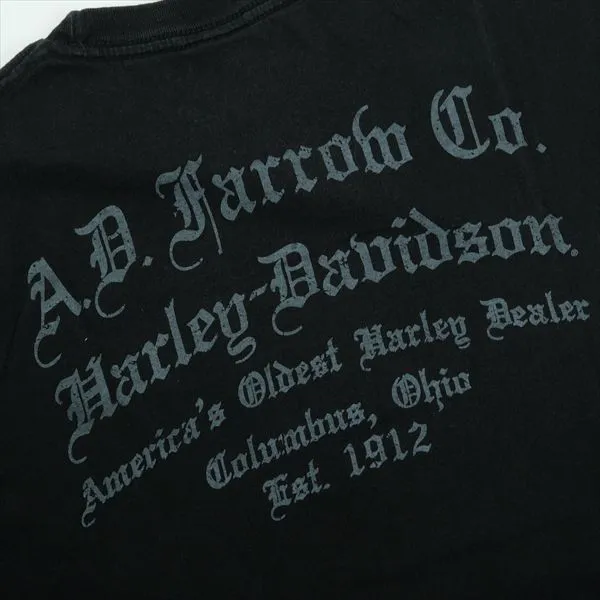 A.D. Farrow Co.
Harley-Davidson®
America's Oldest Harley Dealer
Columbus, Ohio
Est. 1912